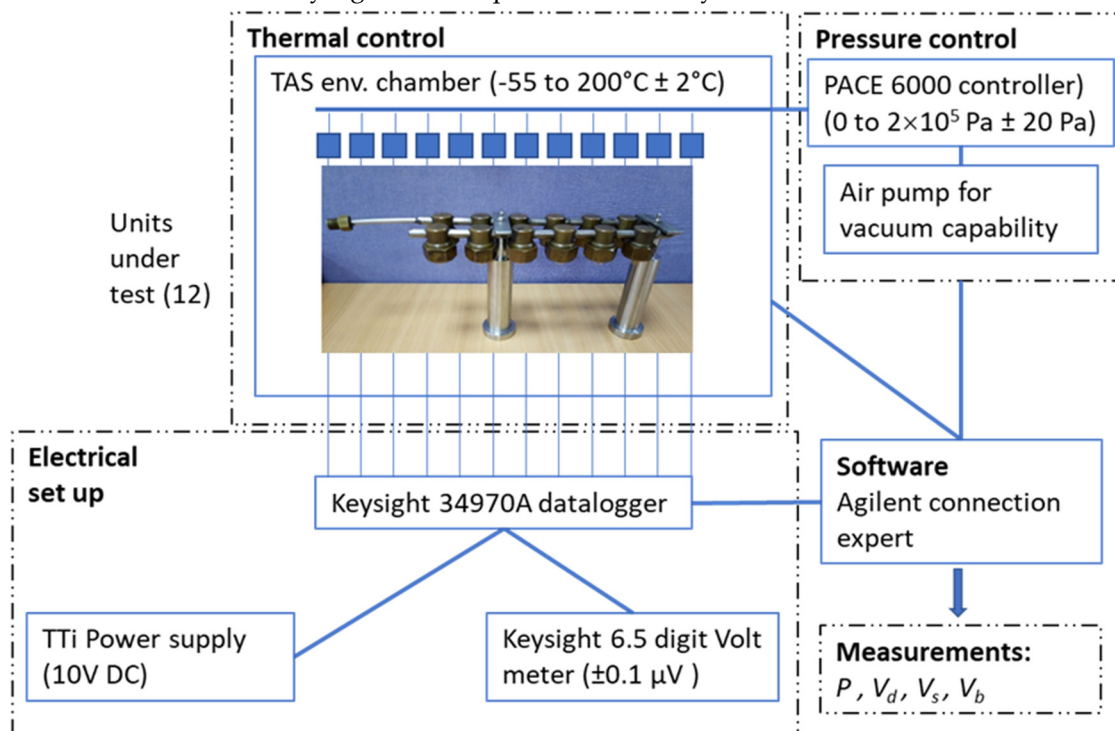 Thermal control
TAS env. chamber (-55 to 200°C ± 2°C)
Pressure control
PACE 6000 controller)
(0 to 2×10⁵ Pa ± 20 Pa)
Air pump for
vacuum capability
Units
under
test (12)
Electrical
set up
Keysight 34970A datalogger
Software
Agilent connection
expert
TTi Power supply
(10V DC)
Keysight 6.5 digit Volt
meter (±0.1 µV )
Measurements:
P , V_d, V_s, V_b